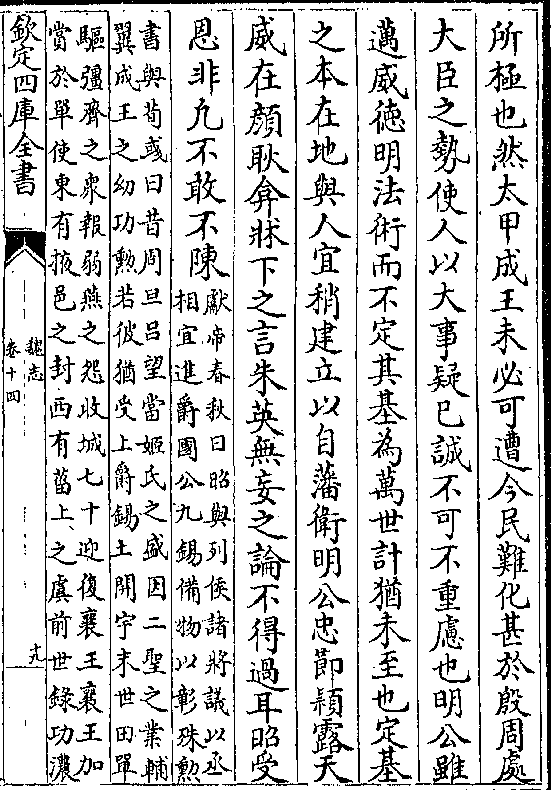 所極也然太甲成王未必可遭今民難化甚於殷周處
大臣之勢使人以大事疑已誠不可不重慮也明公雖
邁威徳明法術而不定其基為萬世計猶未至也定基
之本在地與人宜稍建立以自藩衛明公忠節穎露天
威在顔耿弇牀下之言朱英無妄之論不得過耳昭受
恩非凢不敢不陳
獻帝春秋曰昭與列侯諸將議以丞
相宜進爵國公九錫備物以彰殊勲
書與荀彧曰昔周旦吕望當姬氏之盛因二聖之業輔
翼成王之幼功勲若彼猶受上爵錫土開宇末世田單
驅彊齊之衆報弱燕之怨收城七十迎復襄王襄王加
賞於單使東有掖邑之封西有菑上之虞前世錄功濃
欽定四庫全書
魏志
卷十四
十九